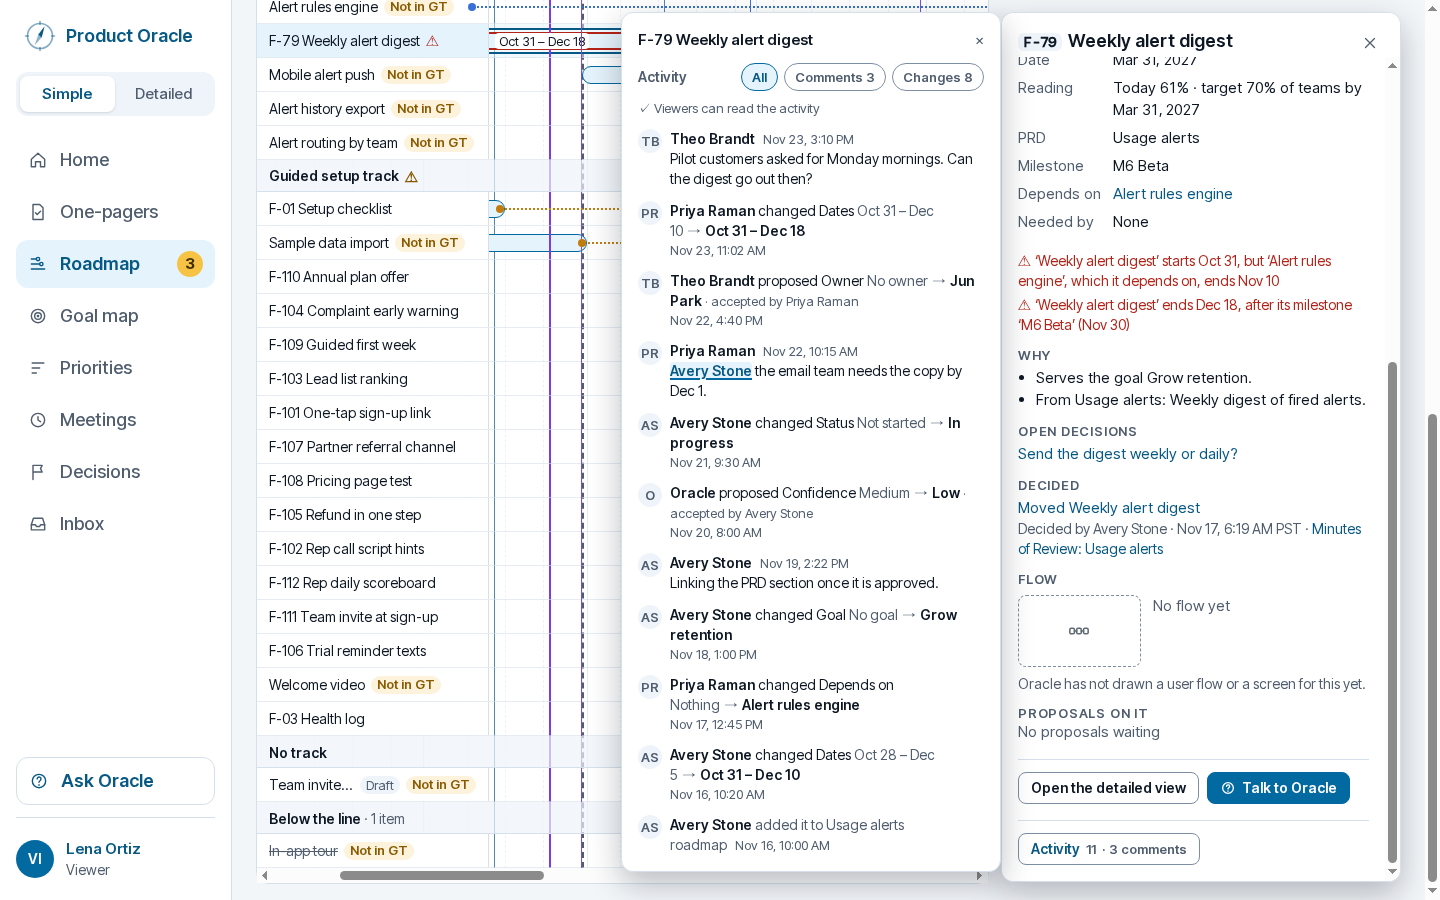 Product Oracle
Simple
Detailed
Home
One-pagers
Roadmap
3
Goal map
Priorities
Meetings
Decisions
Inbox
Ask Oracle
VI
Lena Ortiz
Viewer
Alert rules engine Not in GT
F-79 Weekly alert digest
Oct 31 – Dec 18
Mobile alert push Not in GT
Alert history export Not in GT
Alert routing by team Not in GT
Guided setup track
F-01 Setup checklist
Sample data import Not in GT
F-110 Annual plan offer
F-104 Complaint early warning
F-109 Guided first week
F-103 Lead list ranking
F-101 One-tap sign-up link
F-107 Partner referral channel
F-108 Pricing page test
F-105 Refund in one step
F-102 Rep call script hints
F-112 Rep daily scoreboard
F-111 Team invite at sign-up
F-106 Trial reminder texts
Welcome video Not in GT
F-03 Health log
No track
Team invite... Draft Not in GT
Below the line · 1 item
In-app tour Not in GT
F-79 Weekly alert digest ×
Activity All Comments 3 Changes 8
✓ Viewers can read the activity
TB Theo Brandt Nov 23, 3:10 PM
Pilot customers asked for Monday mornings. Can
the digest go out then?
PR Priya Raman changed Dates Oct 31 – Dec
10 → Oct 31 – Dec 18
Nov 23, 11:02 AM
TB Theo Brandt proposed Owner No owner → Jun
Park · accepted by Priya Raman
Nov 22, 4:40 PM
PR Priya Raman Nov 22, 10:15 AM
Avery Stone the email team needs the copy by
Dec 1.
AS Avery Stone changed Status Not started → In
progress
Nov 21, 9:30 AM
O Oracle proposed Confidence Medium → Low ·
accepted by Avery Stone
Nov 20, 8:00 AM
AS Avery Stone Nov 19, 2:22 PM
Linking the PRD section once it is approved.
AS Avery Stone changed Goal No goal → Grow
retention
Nov 18, 1:00 PM
PR Priya Raman changed Depends on
Nothing → Alert rules engine
Nov 17, 12:45 PM
AS Avery Stone changed Dates Oct 28 – Dec
5 → Oct 31 – Dec 10
Nov 16, 10:20 AM
AS Avery Stone added it to Usage alerts
roadmap Nov 16, 10:00 AM
F-79 Weekly alert digest
Date Mar 31, 2027
Reading Today 61% · target 70% of teams by
Mar 31, 2027
PRD Usage alerts
Milestone M6 Beta
Depends on Alert rules engine
Needed by None
⚠ ‘Weekly alert digest’ starts Oct 31, but ‘Alert rules
engine’, which it depends on, ends Nov 10
⚠ ‘Weekly alert digest’ ends Dec 18, after its milestone
‘M6 Beta’ (Nov 30)
WHY
• Serves the goal Grow retention.
• From Usage alerts: Weekly digest of fired alerts.
OPEN DECISIONS
Send the digest weekly or daily?
DECIDED
Moved Weekly alert digest
Decided by Avery Stone · Nov 17, 6:19 AM PST · Minutes
of Review: Usage alerts
FLOW
No flow yet
Oracle has not drawn a user flow or a screen for this yet.
PROPOSALS ON IT
No proposals waiting
Open the detailed view
Talk to Oracle
Activity 11 · 3 comments